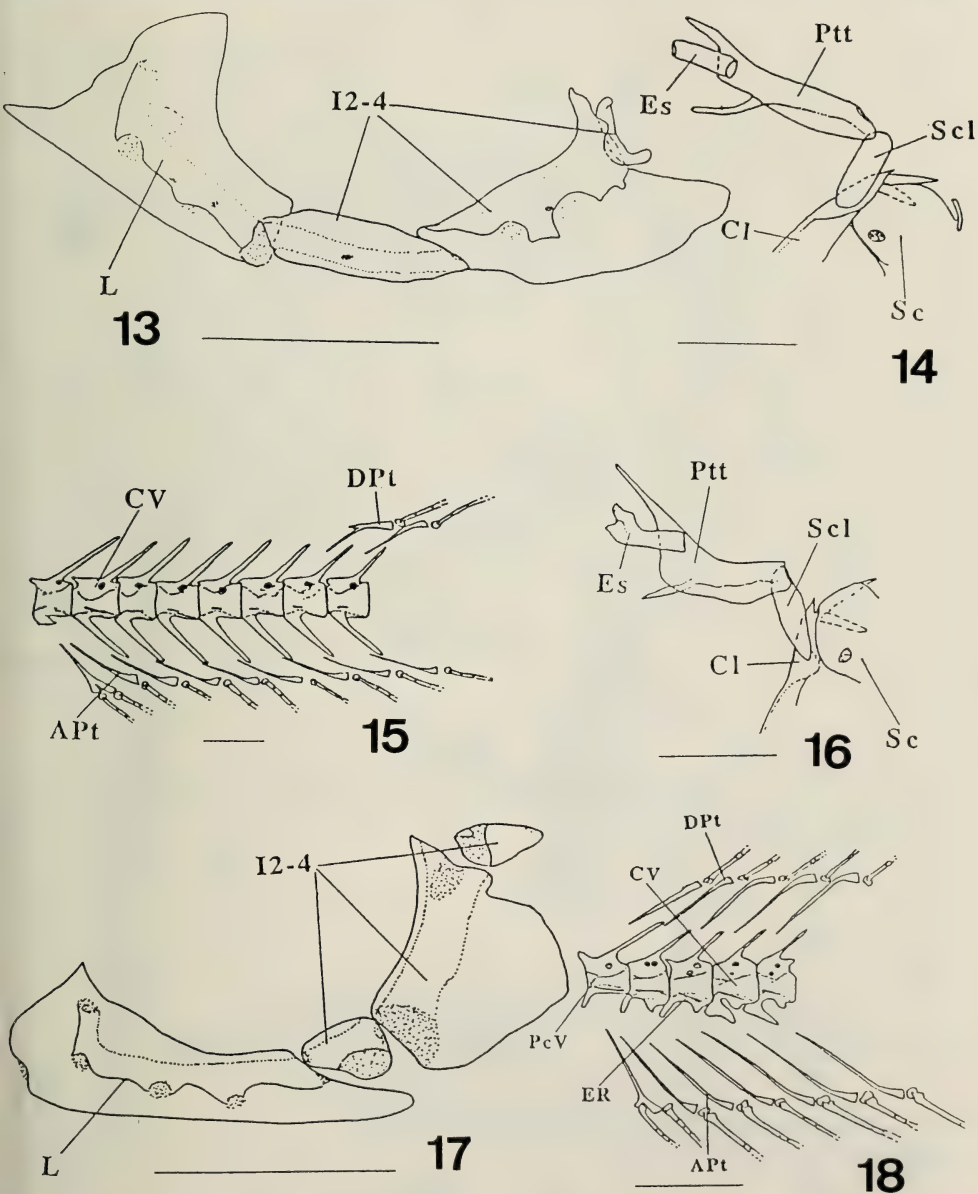 I2-4
L
13
Ptt
Es
Scl
Cl
Sc
14
DPt
CV
APt
15
Ptt
Scl
Es
Cl
Sc
16
I2-4
L
17
DPt
CV
PcV
ER
APt
18